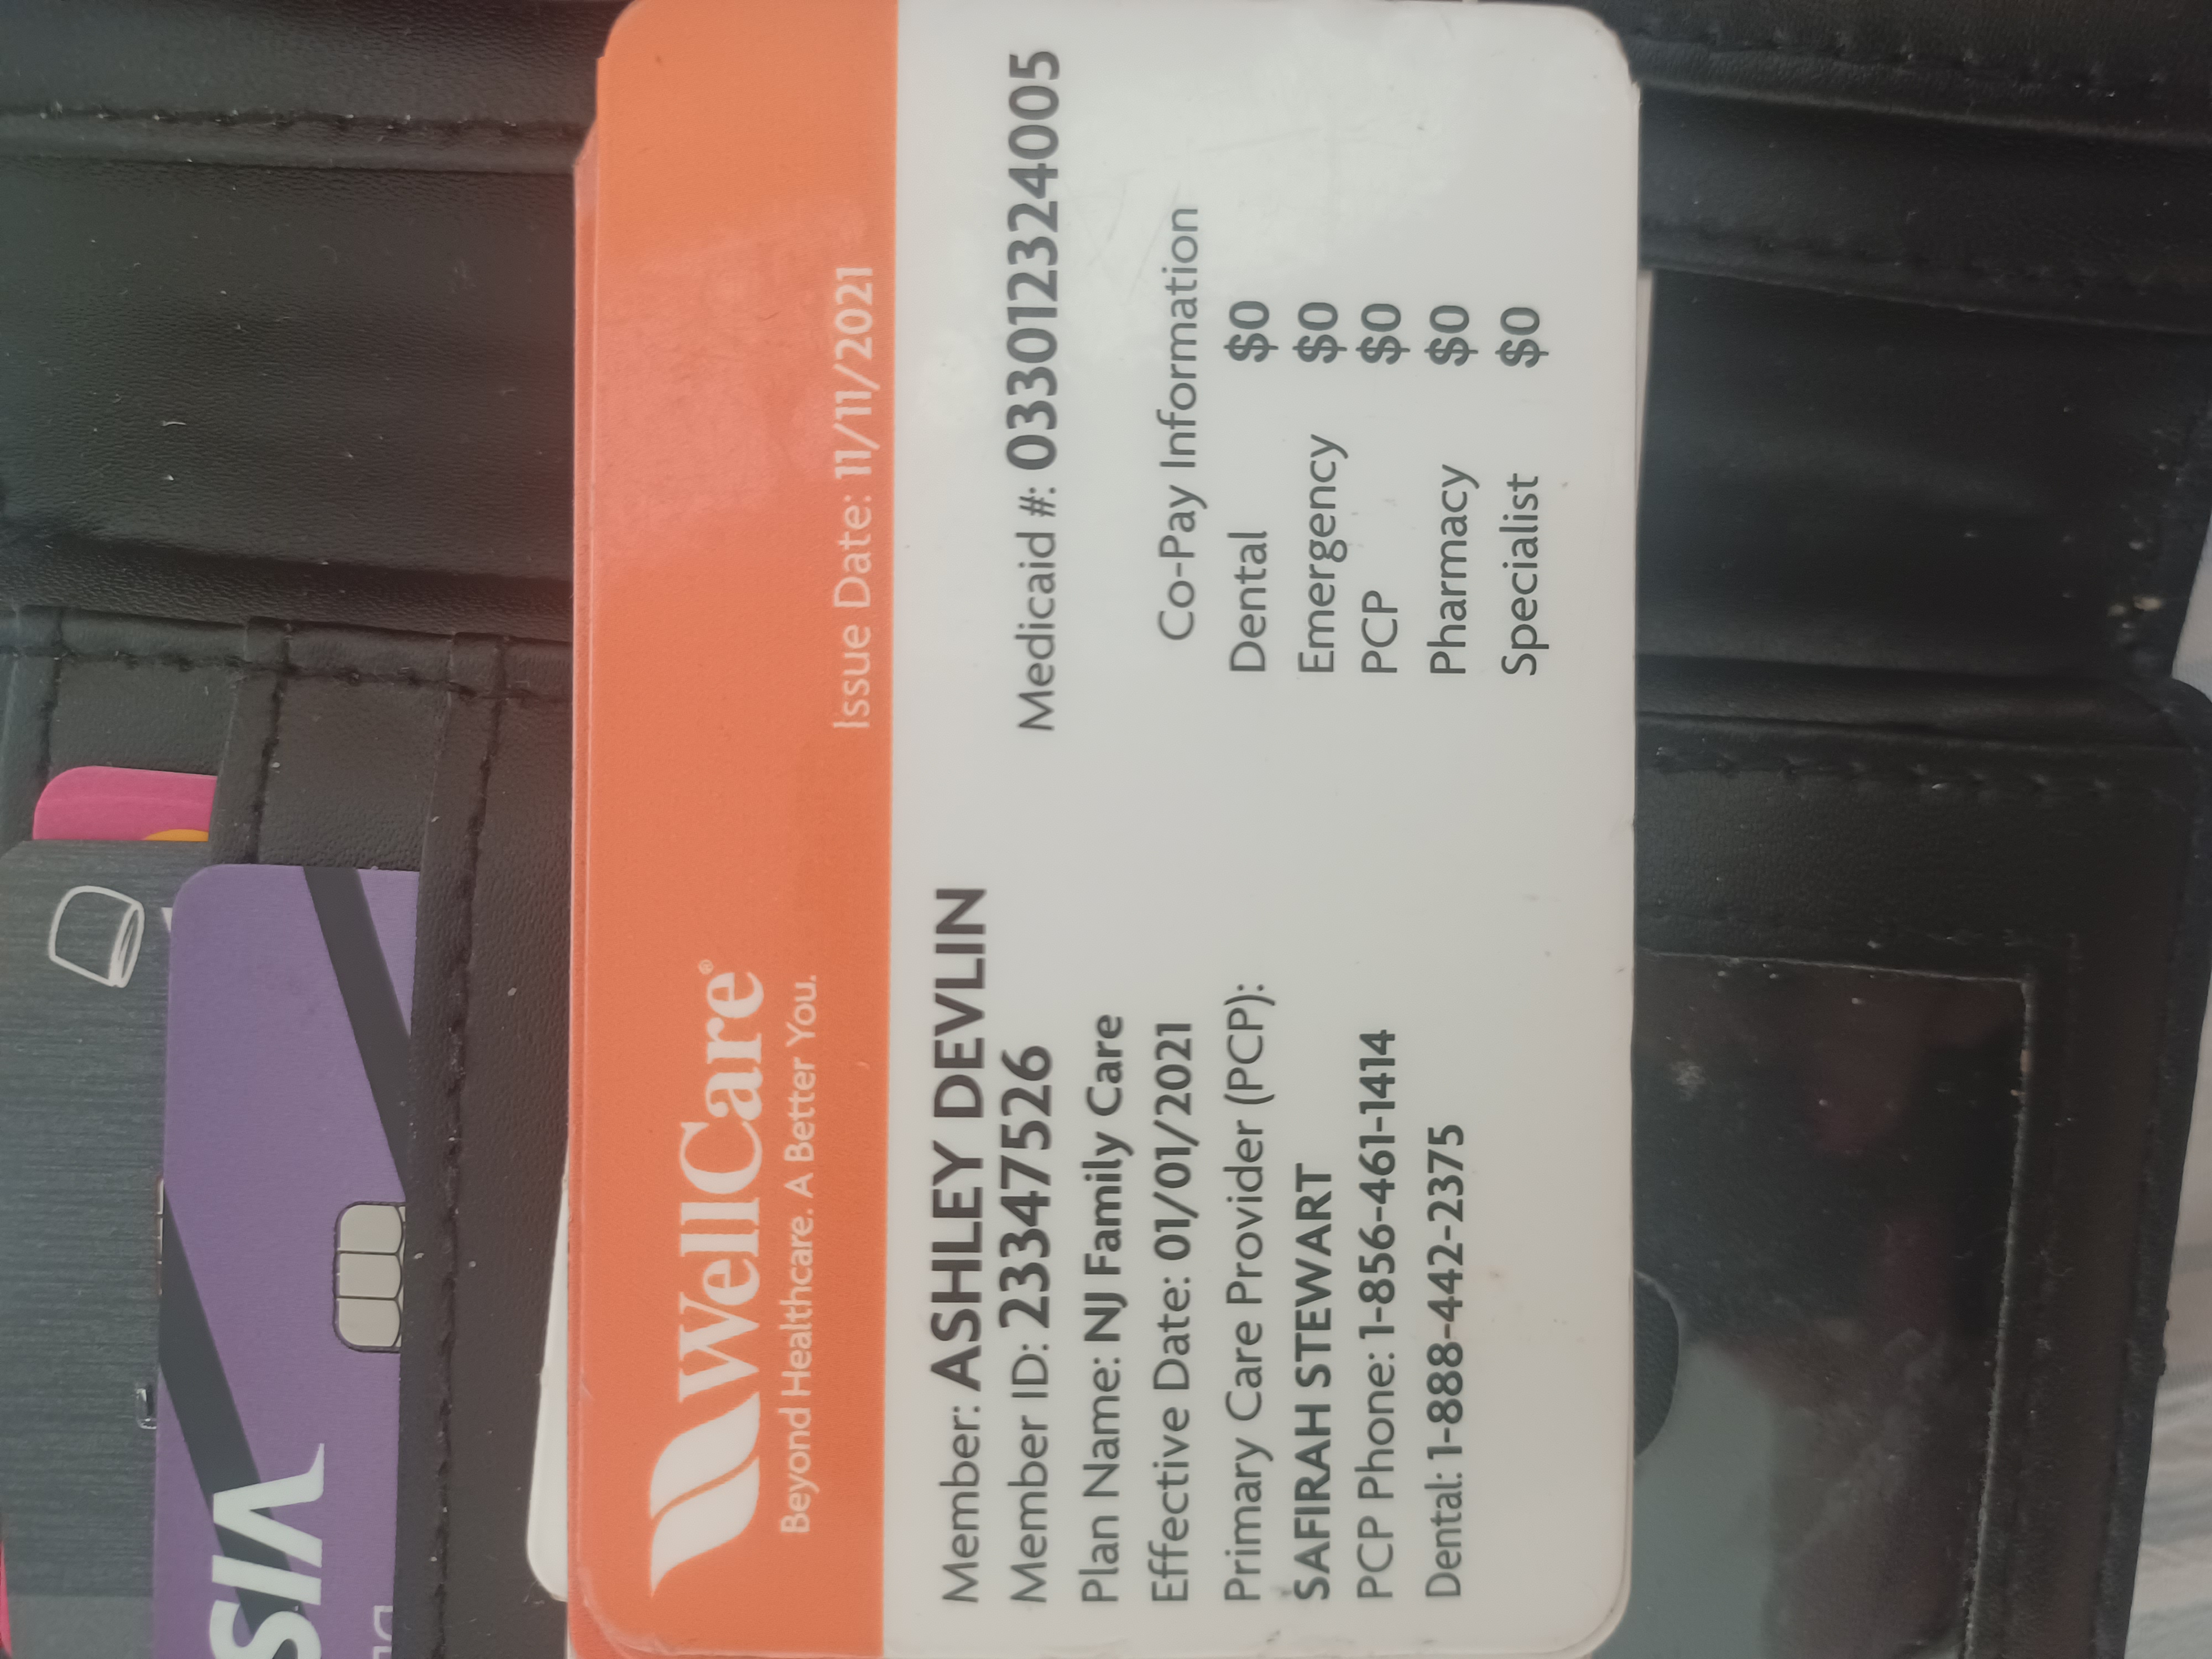 WellCare®
Beyond Healthcare. A Better You.
Issue Date: 11/11/2021
Member: ASHLEY DEVLIN
Member ID: 23347526
Medicaid #: 0330123324005
Plan Name: NJ Family Care
Effective Date: 01/01/2021
Primary Care Provider (PCP):
SAFIRAH STEWART
PCP Phone: 1-856-461-1414
Dental: 1-888-442-2375
Co-Pay Information
Dental $0
Emergency $0
PCP $0
Pharmacy $0
Specialist $0
VISA